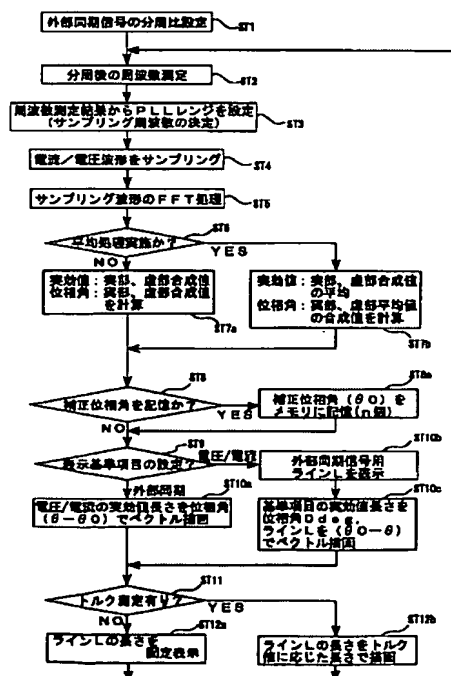 外部同期信号の分周比設定
ST1
分周後の周波数測定
ST2
周波数測定結果からPLLレンジを設定
(サンプリング周波数の決定)
ST3
電流/電圧波形をサンプリング
ST4
サンプリング波形のFFT処理
ST5
ST6
平均処理実施か?
YES
NO
実効値:実部、虚部合成値
位相角:実部、虚部合成値
を計算
ST7a
実効値:実部、虚部合成値
の平均
位相角:実部、虚部平均値
の合成値を計算
ST7b
ST8
補正位相角を記憶か?
YES
NO
ST8a
補正位相角(θ0)を
メモリに記憶(n個)
ST9
表示基準項目の設定?
電圧/電流
外部同期
ST10b
外部同期信号用
ラインLを表示
ST10a
電圧/電流の実効値長さを位相角
(θ-θ0)でベクトル描画
ST10c
基準項目の実効値長さを
位相角0deg、
ラインLを(θ0-θ)
でベクトル描画
ST11
トルク測定有り?
YES
NO
ST12a
ラインLの長さを
固定表示
ST12b
ラインLの長さをトルク
値に応じた長さで描画